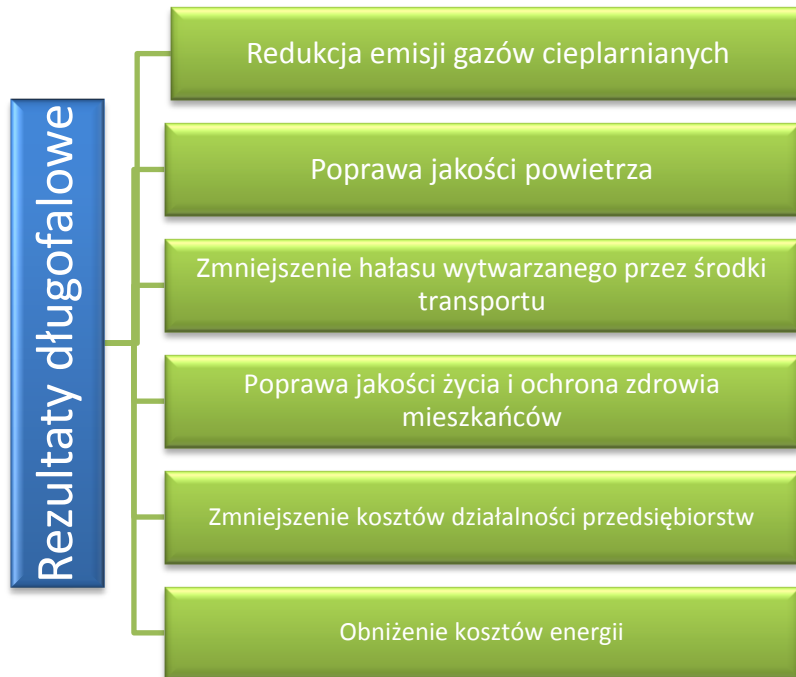 Rezultaty długofalowe
Redukcja emisji gazów cieplarnianych
Poprawa jakości powietrza
Zmniejszenie hałasu wytwarzanego przez środki
transportu
Poprawa jakości życia i ochrona zdrowia
mieszkańców
Zmniejszenie kosztów działalności przedsiębiorstw
Obniżenie kosztów energii